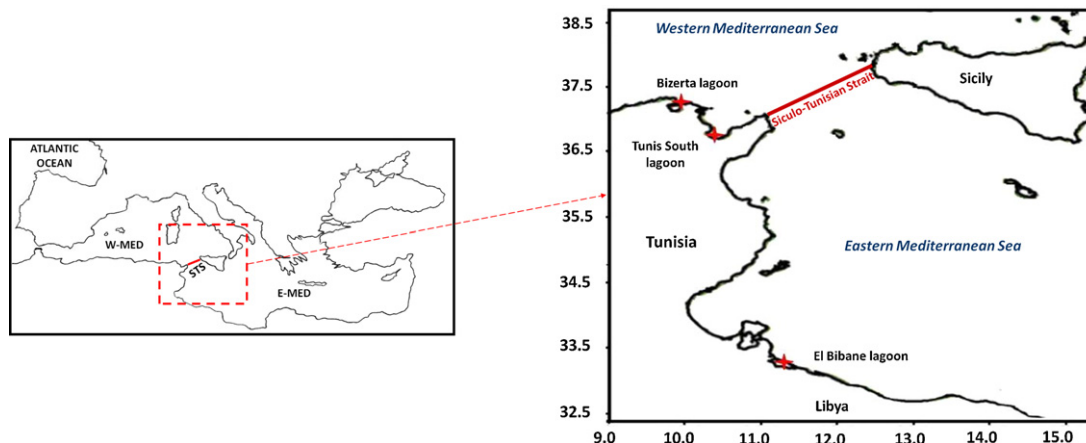 ATLANTIC
OCEAN
W-MED
STS
E-MED
38.5
37.5
36.5
35.5
34.5
33.5
32.5
Western Mediterranean Sea
Bizerta lagoon
Sicily
Siculo-Tunisian Strait
Tunis South
lagoon
Tunisia
Eastern Mediterranean Sea
El Bibane lagoon
Libya
9.0 10.0 11.0 12.0 13.0 14.0 15.0